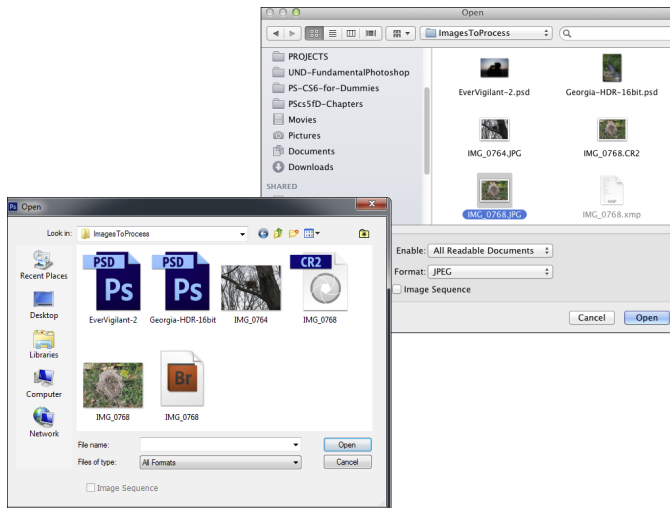 Open
ImagesToProcess
PROJECTS
UND-FundamentalPhotoshop
PS-CS6-for-Dummies
PScs5fD-Chapters
Movies
Pictures
Documents
Downloads
SHARED
EverVigilant-2.psd
Georgia-HDR-16bit.psd
IMG_0764.JPG
IMG_0768.CR2
IMG_0768.JPG
IMG_0768.xmp
Enable: All Readable Documents
Format: JPEG
Image Sequence
Cancel
Open
Ps Open
Look in: ImagesToProcess
Recent Places
Desktop
Libraries
Computer
Network
PSD
Ps
EverVigilant-2
PSD
Ps
Georgia-HDR-16bit
IMG_0764
CR2
IMG_0768
IMG_0768
Br
IMG_0768
File name:
Open
Files of type: All Formats
Cancel
Image Sequence